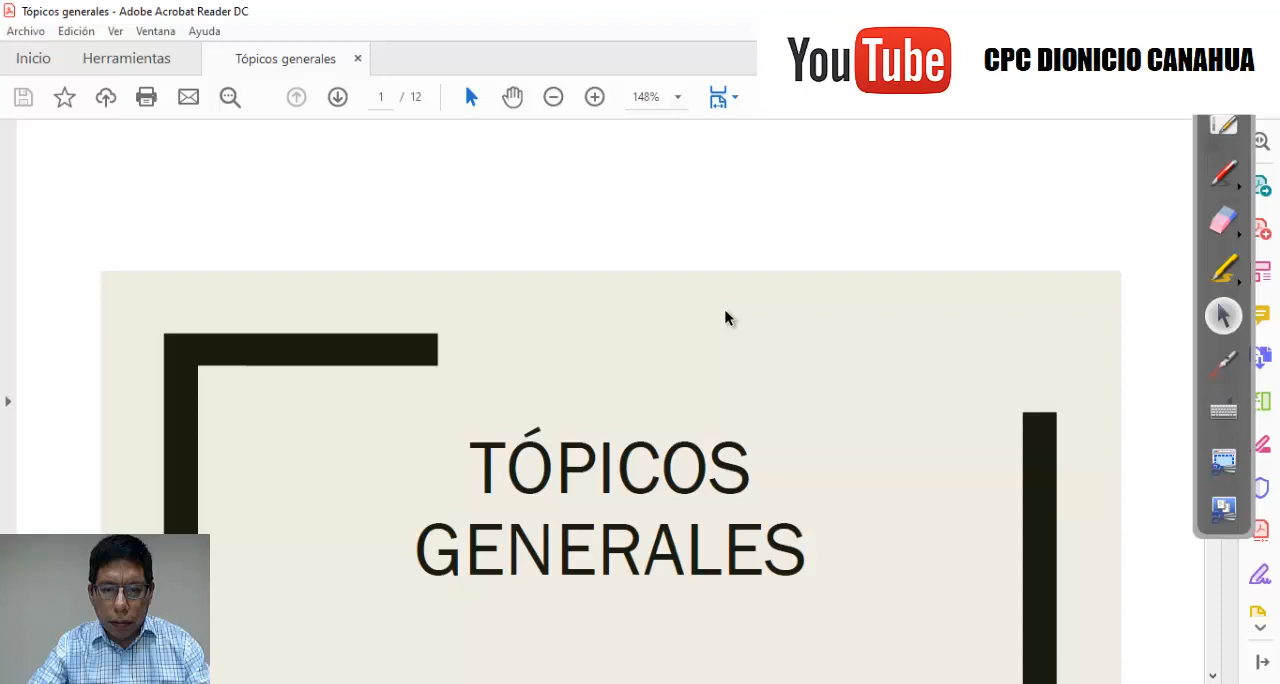 Tópicos generales - Adobe Acrobat Reader DC
Archivo Edición Ver Ventana Ayuda
Inicio Herramientas Tópicos generales ×
1 / 12 148%
YouTube CPC DIONICIO CANAHUA
TÓPICOS
GENERALES